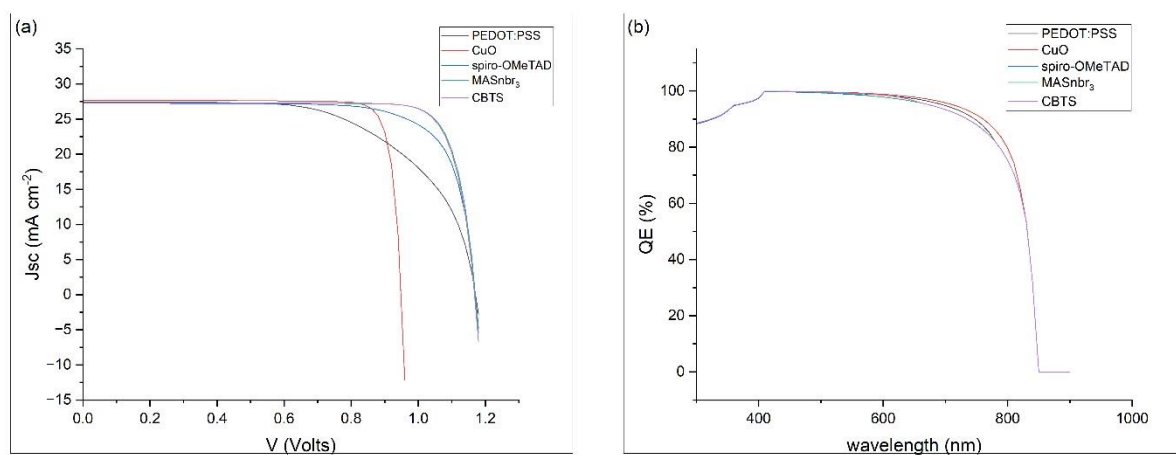 (a)
PEDOT:PSS
CuO
spiro-OMeTAD
MASnbr₃
CBTS
35
30
25
20
15
10
5
0
−5
−10
−15
Jsc (mA cm⁻²)
0.0 0.2 0.4 0.6 0.8 1.0 1.2
V (Volts)
(b)
PEDOT:PSS
CuO
spiro-OMeTAD
MASnbr₃
CBTS
100
80
60
40
20
0
QE (%)
400 600 800 1000
wavelength (nm)